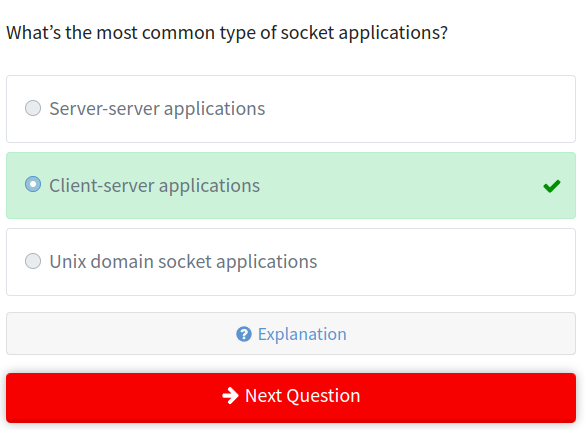 What’s the most common type of socket applications?
Server-server applications
Client-server applications
Unix domain socket applications
Explanation
Next Question